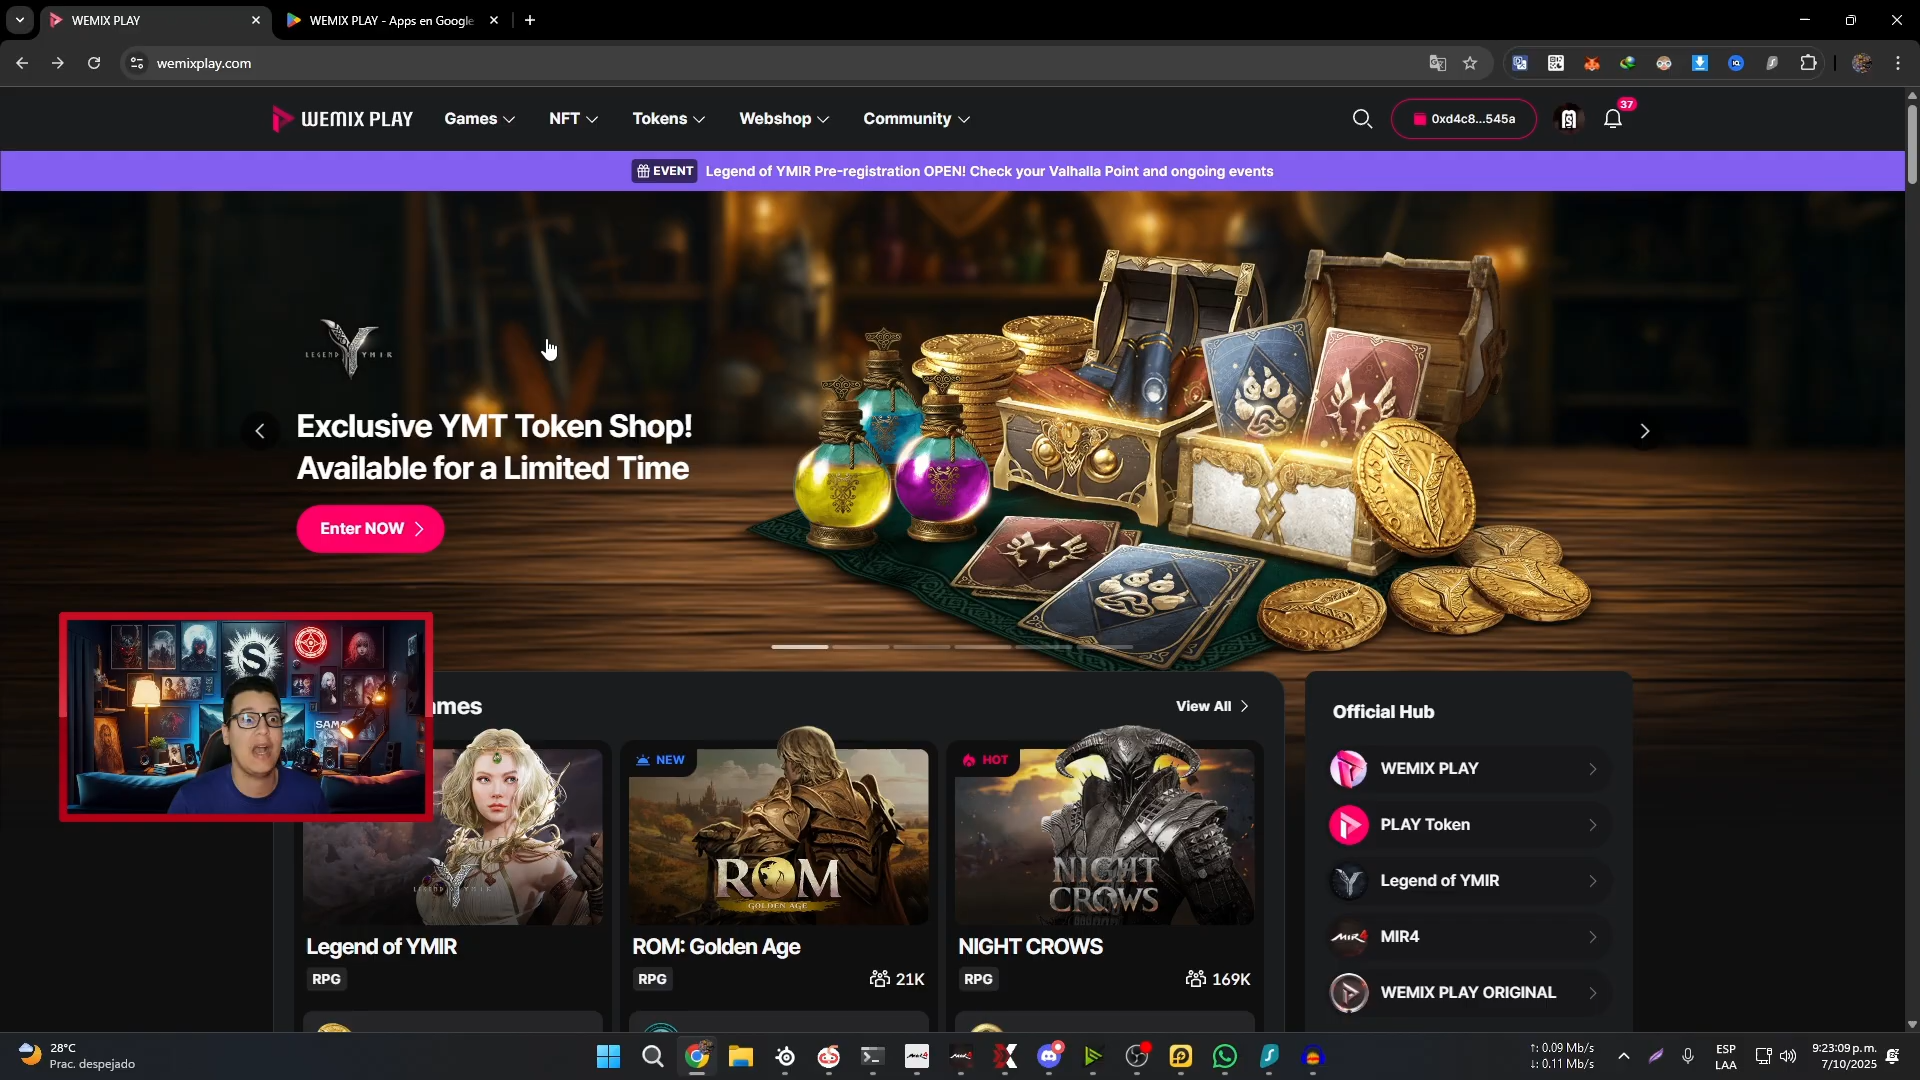 WEMIX PLAY
WEMIX PLAY - Apps en Google
wemixplay.com
WEMIX PLAY
Games
NFT
Tokens
Webshop
Community
0xd4c8...545a
37
EVENT
Legend of YMIR Pre-registration OPEN! Check your Valhalla Point and ongoing events
LEGEND YMIR
Exclusive YMT Token Shop!
Available for a Limited Time
Enter NOW
mes
View All
NEW
HOT
ROM
GOLDEN AGE
NIGHT
CROWS
Legend of YMIR
RPG
ROM: Golden Age
RPG
21K
NIGHT CROWS
RPG
169K
Official Hub
WEMIX PLAY
PLAY Token
Legend of YMIR
MIR4
WEMIX PLAY ORIGINAL
28°C
Prac. despejado
↑: 0.09 Mb/s
↓: 0.11 Mb/s
ESP
LAA
9:23:09 p. m.
7/10/2025